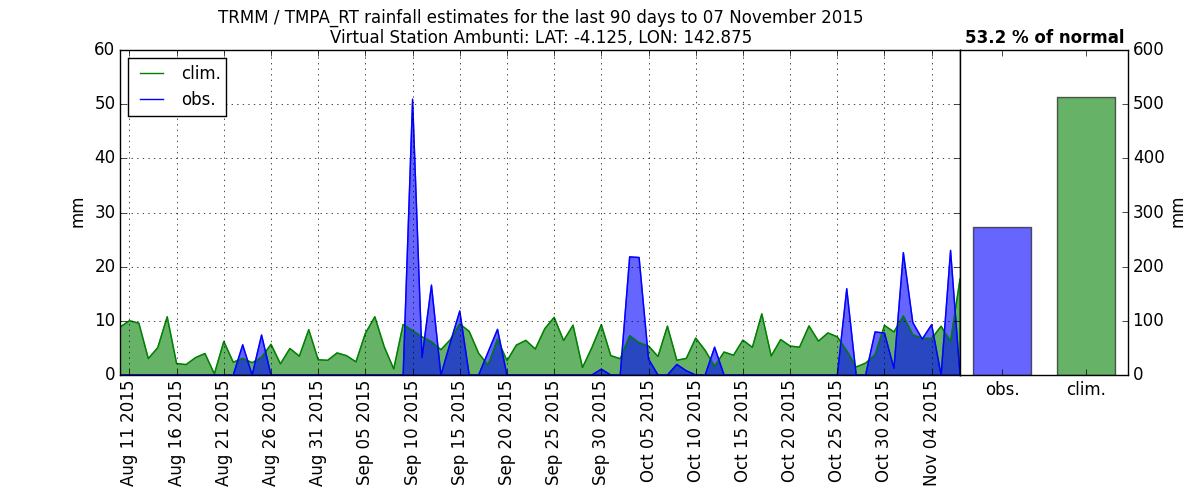 TRMM / TMPA_RT rainfall estimates for the last 90 days to 07 November 2015
Virtual Station Ambunti: LAT: -4.125, LON: 142.875
53.2 % of normal
60
50
40
30
20
10
0
mm
clim.
obs.
600
500
400
300
200
100
0
mm
obs.
clim.
Aug 11 2015
Aug 16 2015
Aug 21 2015
Aug 26 2015
Aug 31 2015
Sep 05 2015
Sep 10 2015
Sep 15 2015
Sep 20 2015
Sep 25 2015
Sep 30 2015
Oct 05 2015
Oct 10 2015
Oct 15 2015
Oct 20 2015
Oct 25 2015
Oct 30 2015
Nov 04 2015